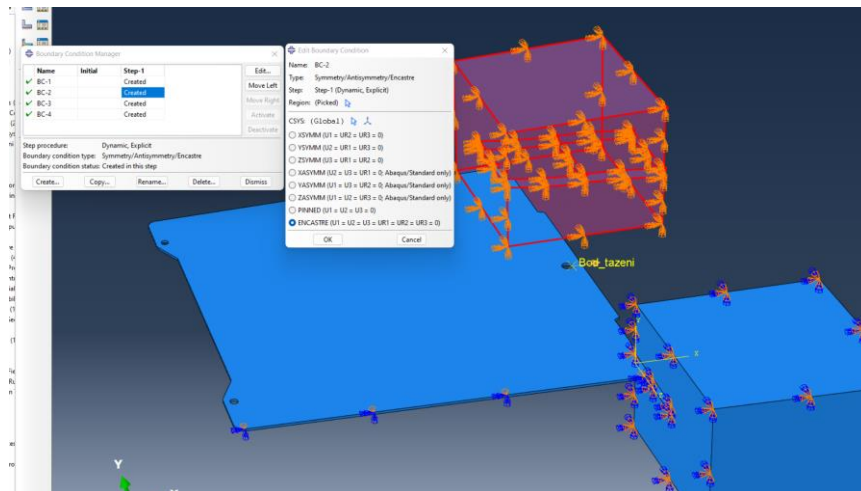 Boundary Condition Manager
Name Initial Step-1 Edit...
BC-1 Created Move Left
BC-2 Created Move Right
BC-3 Created Activate
BC-4 Created Deactivate
Step procedure: Dynamic, Explicit
Boundary condition type: Symmetry/Antisymmetry/Encastre
Boundary condition status: Created in this step
Create... Copy... Rename... Delete... Dismiss
Edit Boundary Condition
Name: BC-2
Type: Symmetry/Antisymmetry/Encastre
Step: Step-1 (Dynamic, Explicit)
Region: (Picked)
CSYS: (Global)
XSYMM (U1 = UR2 = UR3 = 0)
YSYMM (U2 = UR1 = UR3 = 0)
ZSYMM (U3 = UR1 = UR2 = 0)
XASYMM (U2 = U3 = UR1 = 0; Abaqus/Standard only)
YASYMM (U1 = U3 = UR2 = 0; Abaqus/Standard only)
ZASYMM (U1 = U2 = UR3 = 0; Abaqus/Standard only)
PINNED (U1 = U2 = U3 = 0)
ENCASTRE (U1 = U2 = U3 = UR1 = UR2 = UR3 = 0)
OK Cancel
x
Y